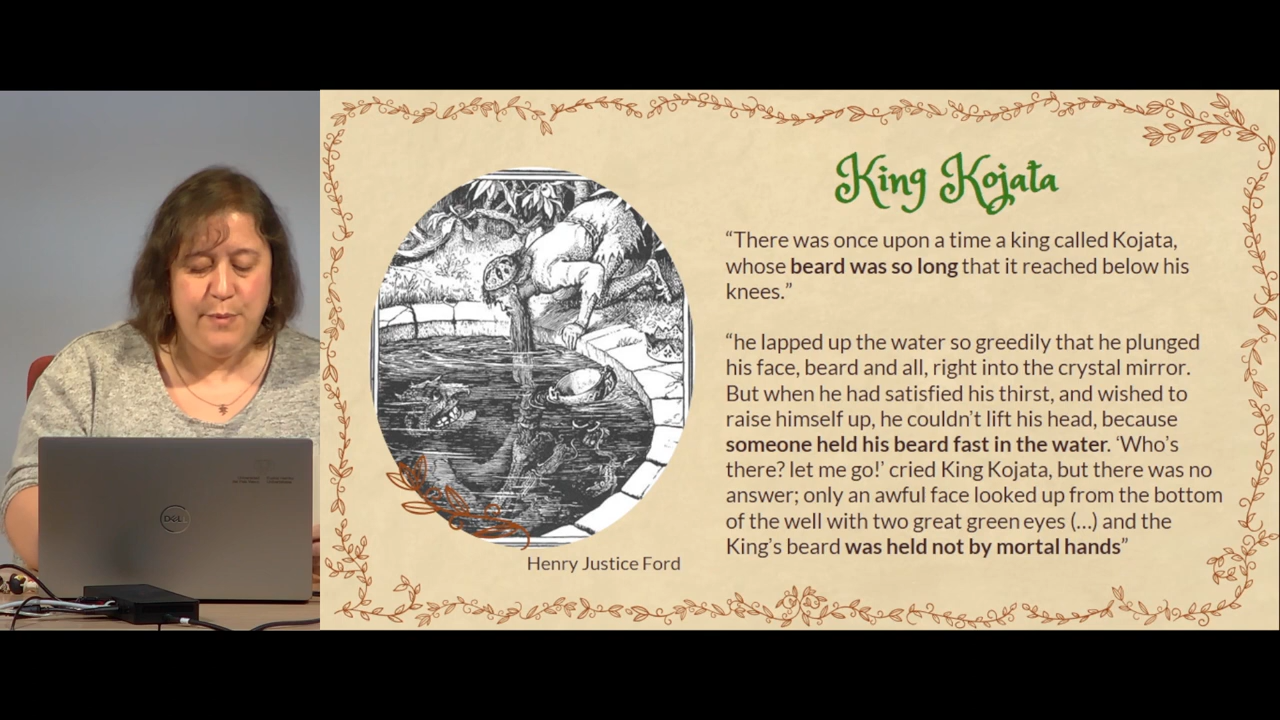 King Kojata
“There was once upon a time a king called Kojata,
whose beard was so long that it reached below his
knees.”
“he lapped up the water so greedily that he plunged
his face, beard and all, right into the crystal mirror.
But when he had satisfied his thirst, and wished to
raise himself up, he couldn’t lift his head, because
someone held his beard fast in the water. ‘Who’s
there? let me go!’ cried King Kojata, but there was no
answer; only an awful face looked up from the bottom
of the well with two great green eyes (…) and the
King’s beard was held not by mortal hands”
Henry Justice Ford
DELL